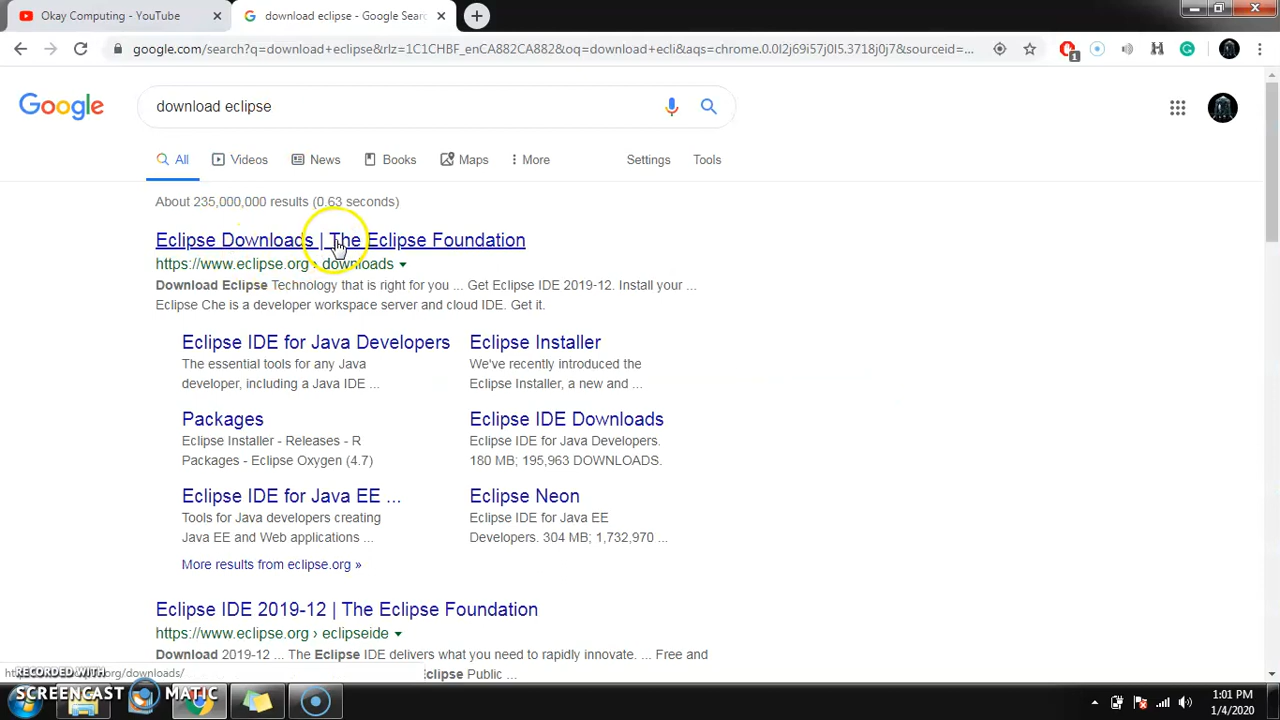 Okay Computing - YouTube
download eclipse - Google Sear
google.com/search?q=download+eclipse&rlz=1C1CHBF_enCA882CA882&oq=download+ecli&aqs=chrome.0.0l2j69i57j0l5.3718j0j7&sourceid=...
1
Google
download eclipse
All Videos News Books Maps More Settings Tools
About 235,000,000 results (0.63 seconds)
Eclipse Downloads | The Eclipse Foundation
https://www.eclipse.org › downloads
Download Eclipse Technology that is right for you ... Get Eclipse IDE 2019-12. Install your ...
Eclipse Che is a developer workspace server and cloud IDE. Get it.
Eclipse IDE for Java Developers
The essential tools for any Java
developer, including a Java IDE ...
Eclipse Installer
We've recently introduced the
Eclipse Installer, a new and ...
Packages
Eclipse Installer - Releases - R
Packages - Eclipse Oxygen (4.7)
Eclipse IDE Downloads
Eclipse IDE for Java Developers.
180 MB; 195,963 DOWNLOADS.
Eclipse IDE for Java EE ...
Tools for Java developers creating
Java EE and Web applications ...
Eclipse Neon
Eclipse IDE for Java EE
Developers. 304 MB; 1,732,970 ...
More results from eclipse.org »
Eclipse IDE 2019-12 | The Eclipse Foundation
https://www.eclipse.org › eclipseide
Download 2019-12 ... The Eclipse IDE delivers what you need to rapidly innovate. ... Free and
clipse Public ...
org/downloads/
RECORDED WITH
SCREENCAST MATIC
1:01 PM
1/4/2020